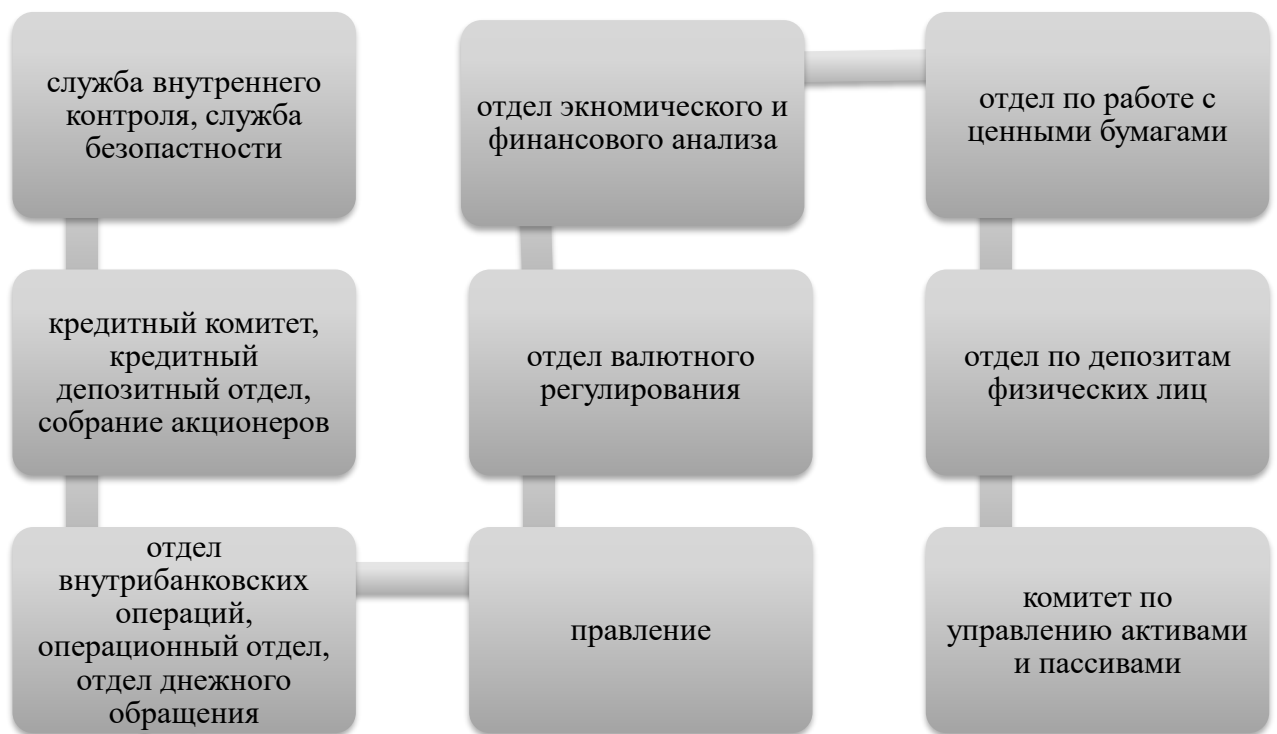 служба внутреннего
контроля, служба
безопастности
кредитный комитет,
кредитный
депозитный отдел,
собрание акционеров
отдел
внутрибанковских
операций,
операционный отдел,
отдел днежного
обращения
правление
отдел валютного
регулирования
отдел экномического и
финансового анализа
отдел по работе с
ценными бумагами
отдел по депозитам
физических лиц
комитет по
управлению активами
и пассивами